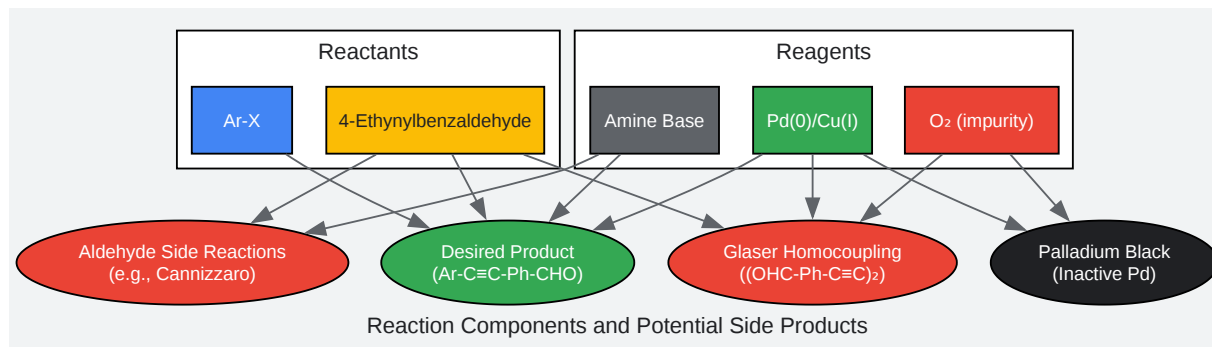 Reactants
Reagents
Ar-X
4-Ethynylbenzaldehyde
Amine Base
Pd(0)/Cu(I)
O₂ (impurity)
Aldehyde Side Reactions
(e.g., Cannizzaro)
Desired Product
(Ar-C≡C-Ph-CHO)
Glaser Homocoupling
((OHC-Ph-C≡C)₂)
Palladium Black
(Inactive Pd)
Reaction Components and Potential Side Products